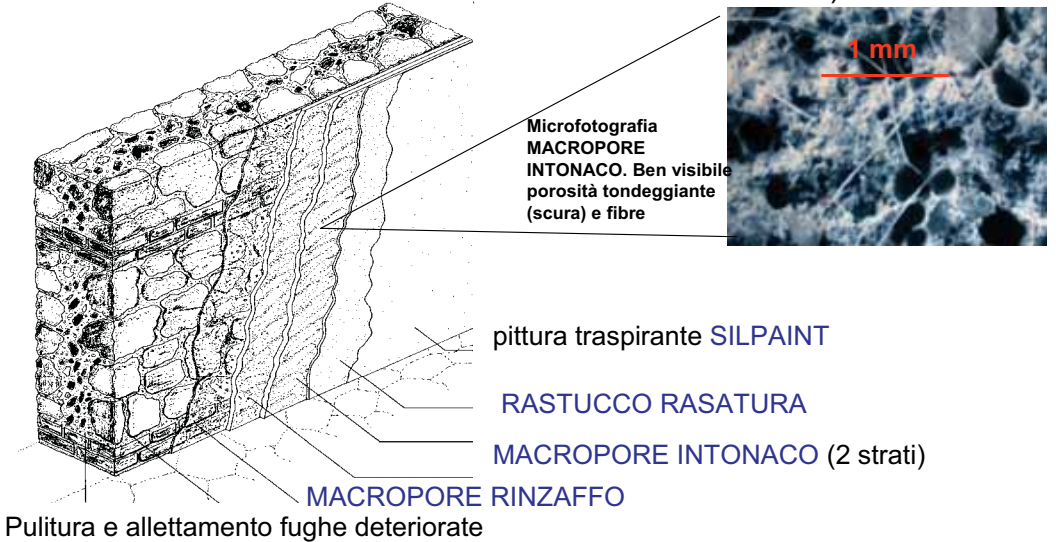 1 mm
Microfotografia
MACROPORE
INTONACO. Ben visibile
porosità tondeggiante
(scura) e fibre
pittura traspirante SILPAINT
RASTUCCO RASATURA
MACROPORE INTONACO (2 strati)
MACROPORE RINZAFFO
Pulitura e allettamento fughe deteriorate